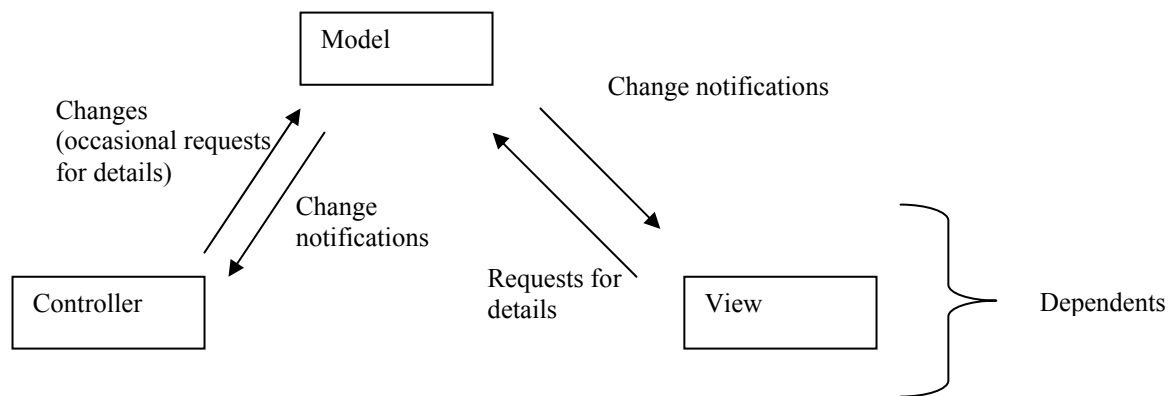 Model
Change notifications
Changes
(occasional requests
for details)
Change
notifications
Requests for
details
Controller
View
Dependents